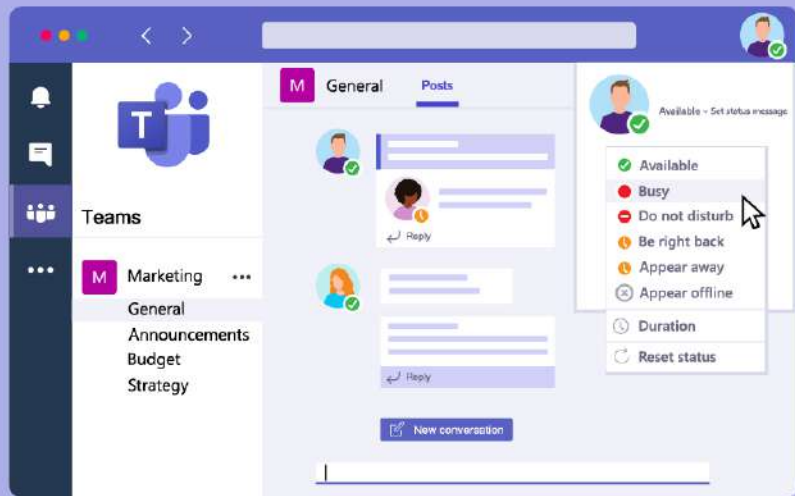 M General Posts
T
Teams
M Marketing
General
Announcements
Budget
Strategy
Reply
Reply
New conversation
Available - Set status message
Available
Busy
Do not disturb
Be right back
Appear away
Appear offline
Duration
Reset status